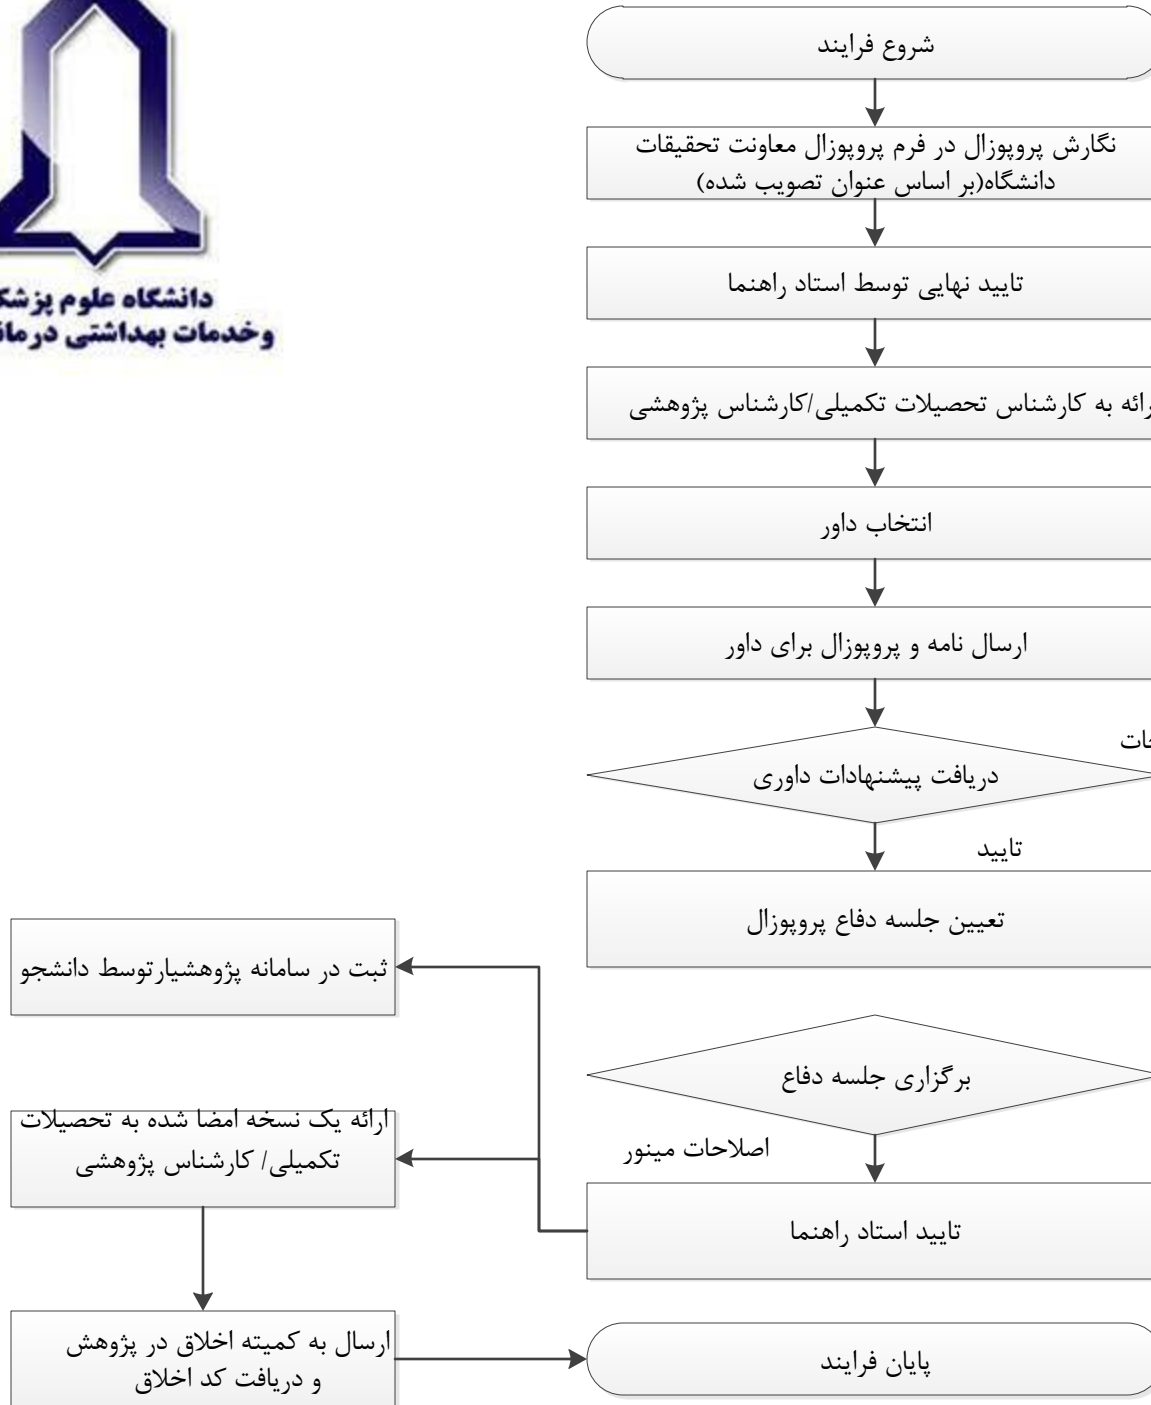 دانشگاه علوم
وخدمات بهداشتی
شروع فرایند
نگارش پروپوزال در فرم پروپوزال معاونت تحقیقات
دانشگاه(بر اساس عنوان تصویب شده)
تایید نهایی توسط استاد راهنما
به کارشناس تحصیلات تکمیلی/کارشناس پژوهشی
انتخاب داور
ارسال نامه و پروپوزال برای داور
دریافت پیشنهادات داوری
تایید
تعیین جلسه دفاع پروپوزال
ثبت در سامانه پژوهشیارتوسط دانشجو
برگزاری جلسه دفاع
اصلاحات مینور
ارائه یک نسخه امضا شده به تحصیلات
تکمیلی/ کارشناس پژوهشی
تایید استاد راهنما
ارسال به کمیته اخلاق در پژوهش
و دریافت کد اخلاق
پایان فرایند